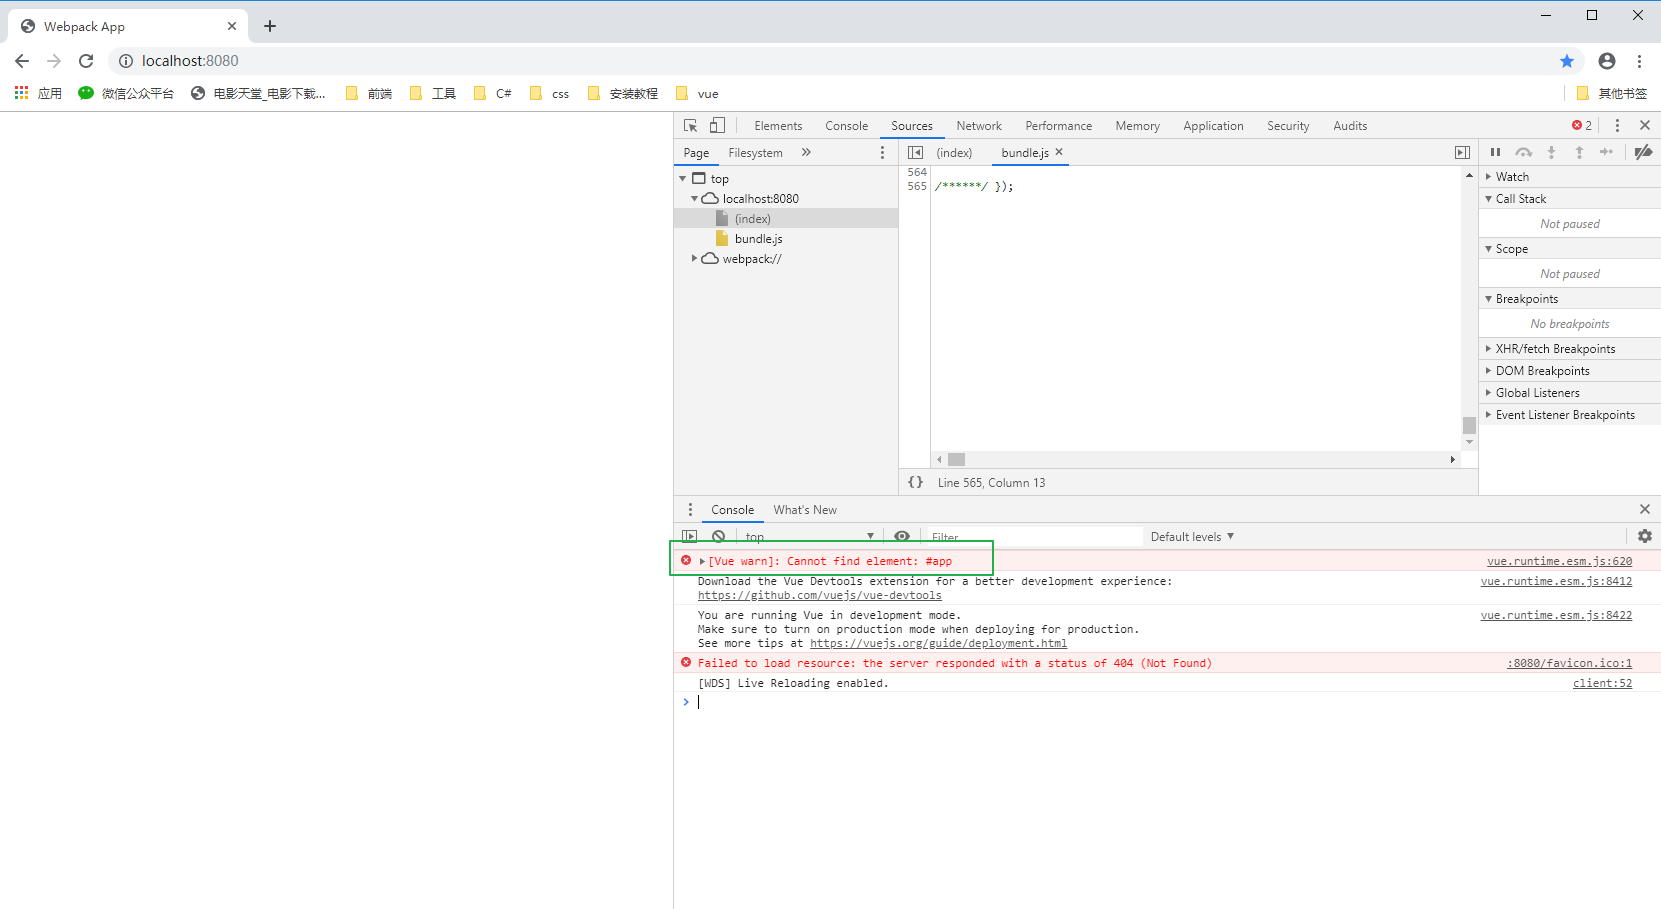 Webpack App
localhost:8080
应用
微信公众平台
电影天堂_电影下载...
前端
工具
C#
css
安装教程
vue
其他书签
Elements
Console
Sources
Network
Performance
Memory
Application
Security
Audits
2
Page
Filesystem
(index)
bundle.js
top
localhost:8080
(index)
bundle.js
webpack://
564
565 /******/ });
{} Line 565, Column 13
Watch
Call Stack
Not paused
Scope
Not paused
Breakpoints
No breakpoints
XHR/fetch Breakpoints
DOM Breakpoints
Global Listeners
Event Listener Breakpoints
Console
What's New
top
Filter
Default levels
[Vue warn]: Cannot find element: #app
vue.runtime.esm.js:620
Download the Vue Devtools extension for a better development experience:
vue.runtime.esm.js:8412
https://github.com/vuejs/vue-devtools
You are running Vue in development mode.
vue.runtime.esm.js:8422
Make sure to turn on production mode when deploying for production.
See more tips at https://vuejs.org/guide/deployment.html
Failed to load resource: the server responded with a status of 404 (Not Found)
:8080/favicon.ico:1
[WDS] Live Reloading enabled.
client:52